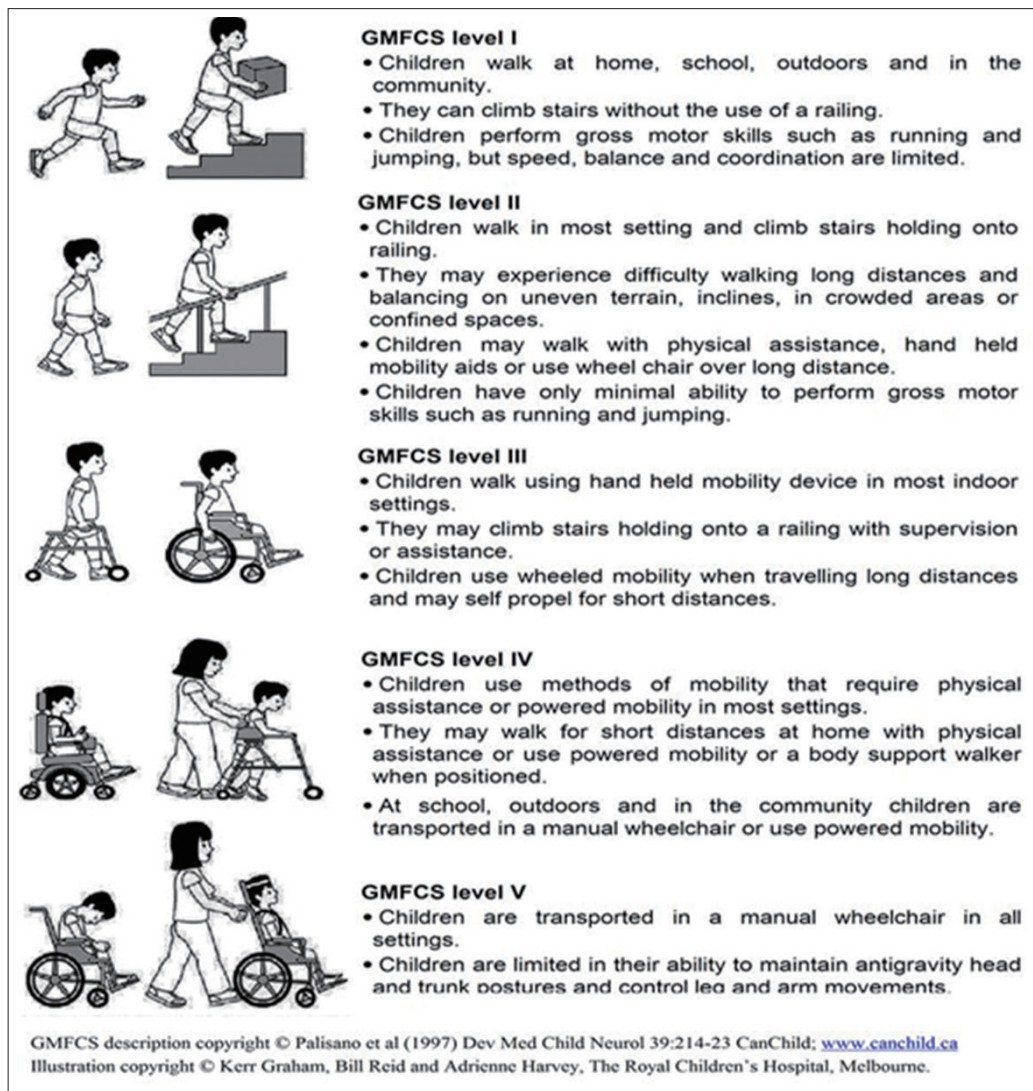 GMFCS level I
• Children walk at home, school, outdoors and in the
community.
• They can climb stairs without the use of a railing.
• Children perform gross motor skills such as running and
jumping, but speed, balance and coordination are limited.
GMFCS level II
• Children walk in most setting and climb stairs holding onto
railing.
• They may experience difficulty walking long distances and
balancing on uneven terrain, inclines, in crowded areas or
confined spaces.
• Children may walk with physical assistance, hand held
mobility aids or use wheel chair over long distance.
• Children have only minimal ability to perform gross motor
skills such as running and jumping.
GMFCS level III
• Children walk using hand held mobility device in most indoor
settings.
• They may climb stairs holding onto a railing with supervision
or assistance.
• Children use wheeled mobility when travelling long distances
and may self propel for short distances.
GMFCS level IV
• Children use methods of mobility that require physical
assistance or powered mobility in most settings.
• They may walk for short distances at home with physical
assistance or use powered mobility or a body support walker
when positioned.
• At school, outdoors and in the community children are
transported in a manual wheelchair or use powered mobility.
GMFCS level V
• Children are transported in a manual wheelchair in all
settings.
• Children are limited in their ability to maintain antigravity head
and trunk postures and control leg and arm movements.
GMFCS description copyright © Palisano et al (1997) Dev Med Child Neurol 39:214-23 CanChild; www.canchild.ca
Illustration copyright © Kerr Graham, Bill Reid and Adrienne Harvey, The Royal Children's Hospital, Melbourne.